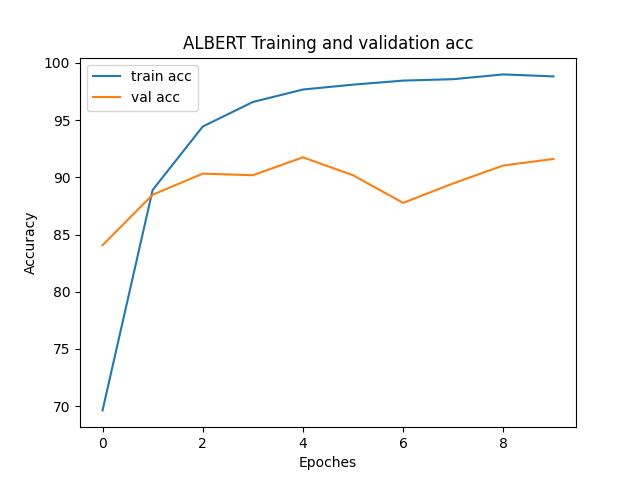 ALBERT Training and validation acc
train acc
val acc
100
95
90
85
80
75
70
Accuracy
0 2 4 6 8
Epoches